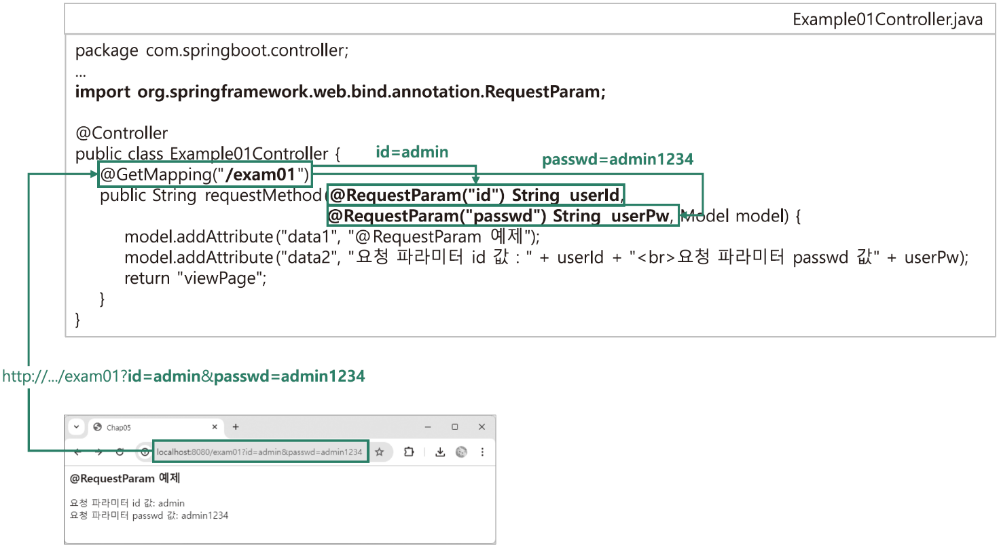 Example01Controller.java
package com.springboot.controller;
...
import org.springframework.web.bind.annotation.RequestParam;
@Controller
public class Example01Controller {
id=admin
passwd=admin1234
@GetMapping("/exam01")
public String requestMethod(@RequestParam("id") String userId,
@RequestParam("passwd") String userPw, Model model) {
model.addAttribute("data1", "@RequestParam 예제");
model.addAttribute("data2", "요청 파라미터 id 값 : " + userId + "<br>요청 파라미터 passwd 값" + userPw);
return "viewPage";
}
}
http://.../exam01?id=admin&passwd=admin1234
Chap05
localhost:8080/exam01?id=admin&passwd=admin1234
@RequestParam 예제
요청 파라미터 id 값: admin
요청 파라미터 passwd 값: admin1234